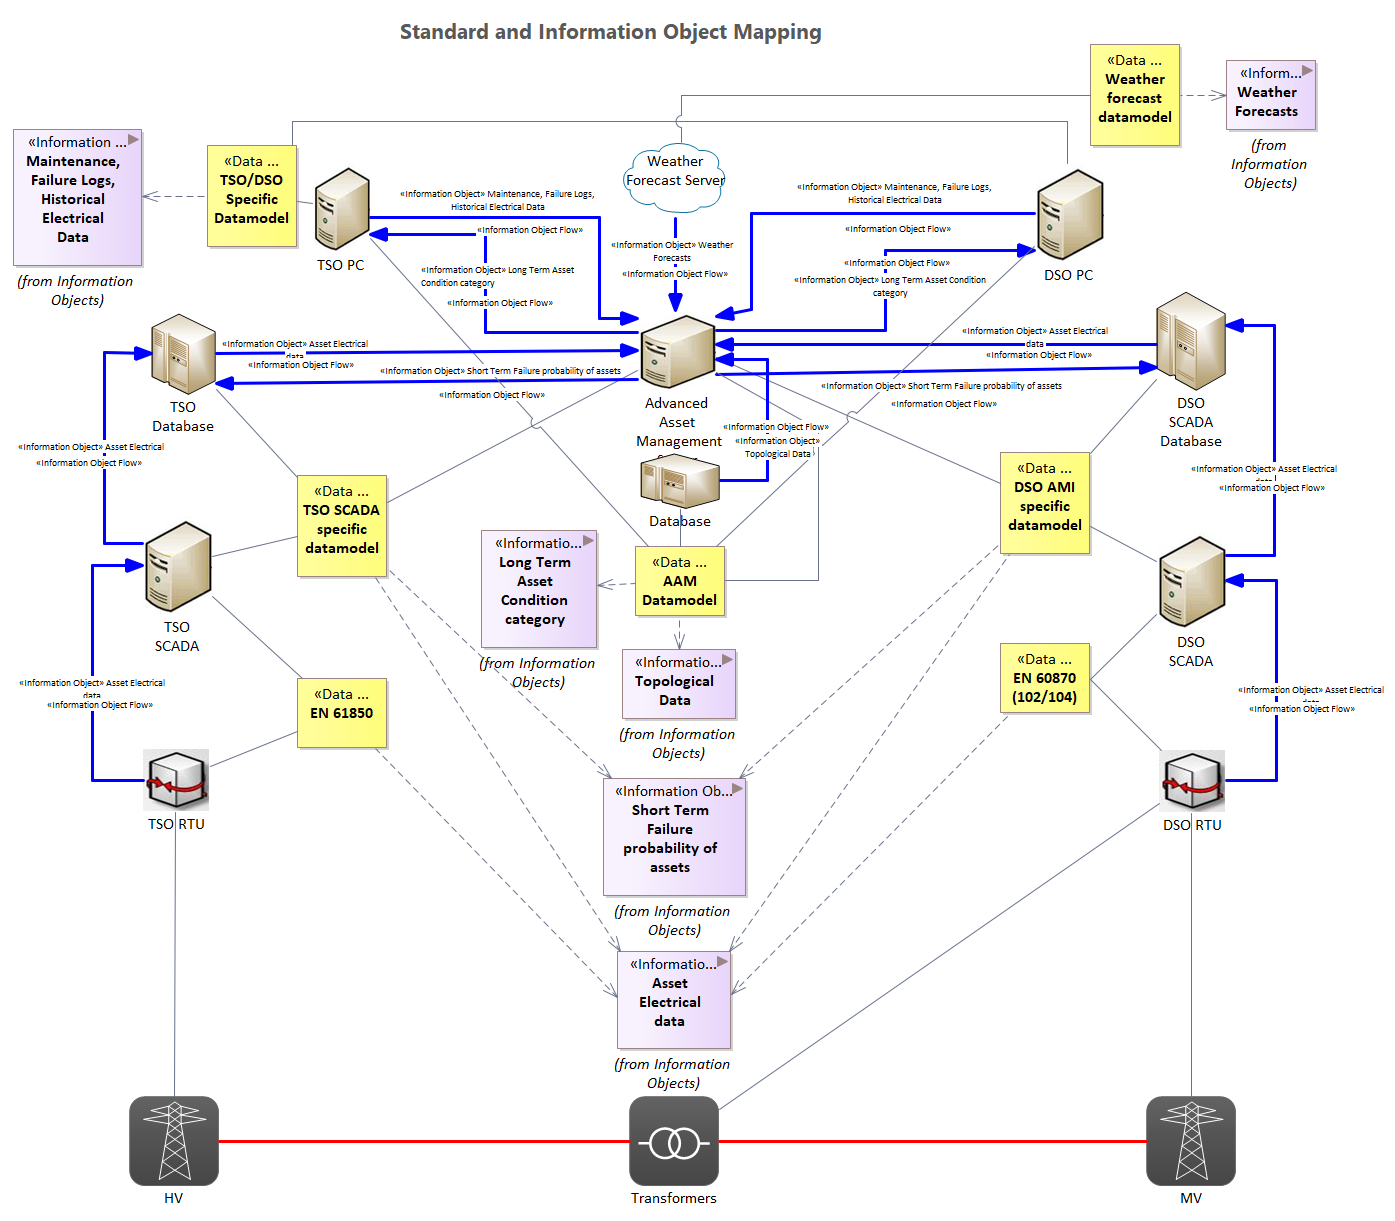 Standard and Information Object Mapping
«Data ...
Weather
forecast
datamodel
«Inform...
Weather
Forecasts
(from
Information
Objects)
«Information ...
Maintenance,
Failure Logs,
Historical
Electrical
Data
(from Information
Objects)
«Data ...
TSO/DSO
Specific
Datamodel
TSO PC
Weather
Forecast Server
DSO PC
«Information Object» Maintenance, Failure Logs,
Historical Electrical Data
«Information Object Flow»
«Information Object» Long Term Asset
Condition category
«Information Object Flow»
«Information Object» Weather
Forecasts
«Information Object Flow»
«Information Object» Maintenance, Failure Logs,
Historical Electrical Data
«Information Object Flow»
«Information Object Flow»
«Information Object» Long Term Asset Condition
category
TSO
Database
«Information Object» Asset Electrical
data
«Information Object Flow»
«Information Object» Short Term Failure probability of assets
«Information Object Flow»
Advanced
Asset
Management
«Information Object» Asset Electrical
data
«Information Object Flow»
«Information Object» Short Term Failure probability of assets
«Information Object Flow»
DSO
SCADA
Database
«Information Object Flow»
«Information Object»
Topological Data
Database
«Information Object» Asset Electrical
«Information Object Flow»
«Data ...
TSO SCADA
specific
datamodel
«Data ...
DSO AMI
specific
datamodel
«Information Object» Asset Electrical
data
«Information Object Flow»
TSO
SCADA
«Informatio...
Long Term
Asset
Condition
category
(from Information
Objects)
«Data ...
AAM
Datamodel
DSO
SCADA
«Informatio...
Topological
Data
(from Information
Objects)
«Data ...
EN 60870
(102/104)
«Information Object» Asset Electrical
data
«Information Object Flow»
«Data ...
EN 61850
«Information Object» Asset Electrical
data
«Information Object Flow»
TSO RTU
DSO RTU
«Information Ob...
Short Term
Failure
probability of
assets
(from Information
Objects)
«Informatio...
Asset
Electrical
data
(from Information
Objects)
HV
Transformers
MV